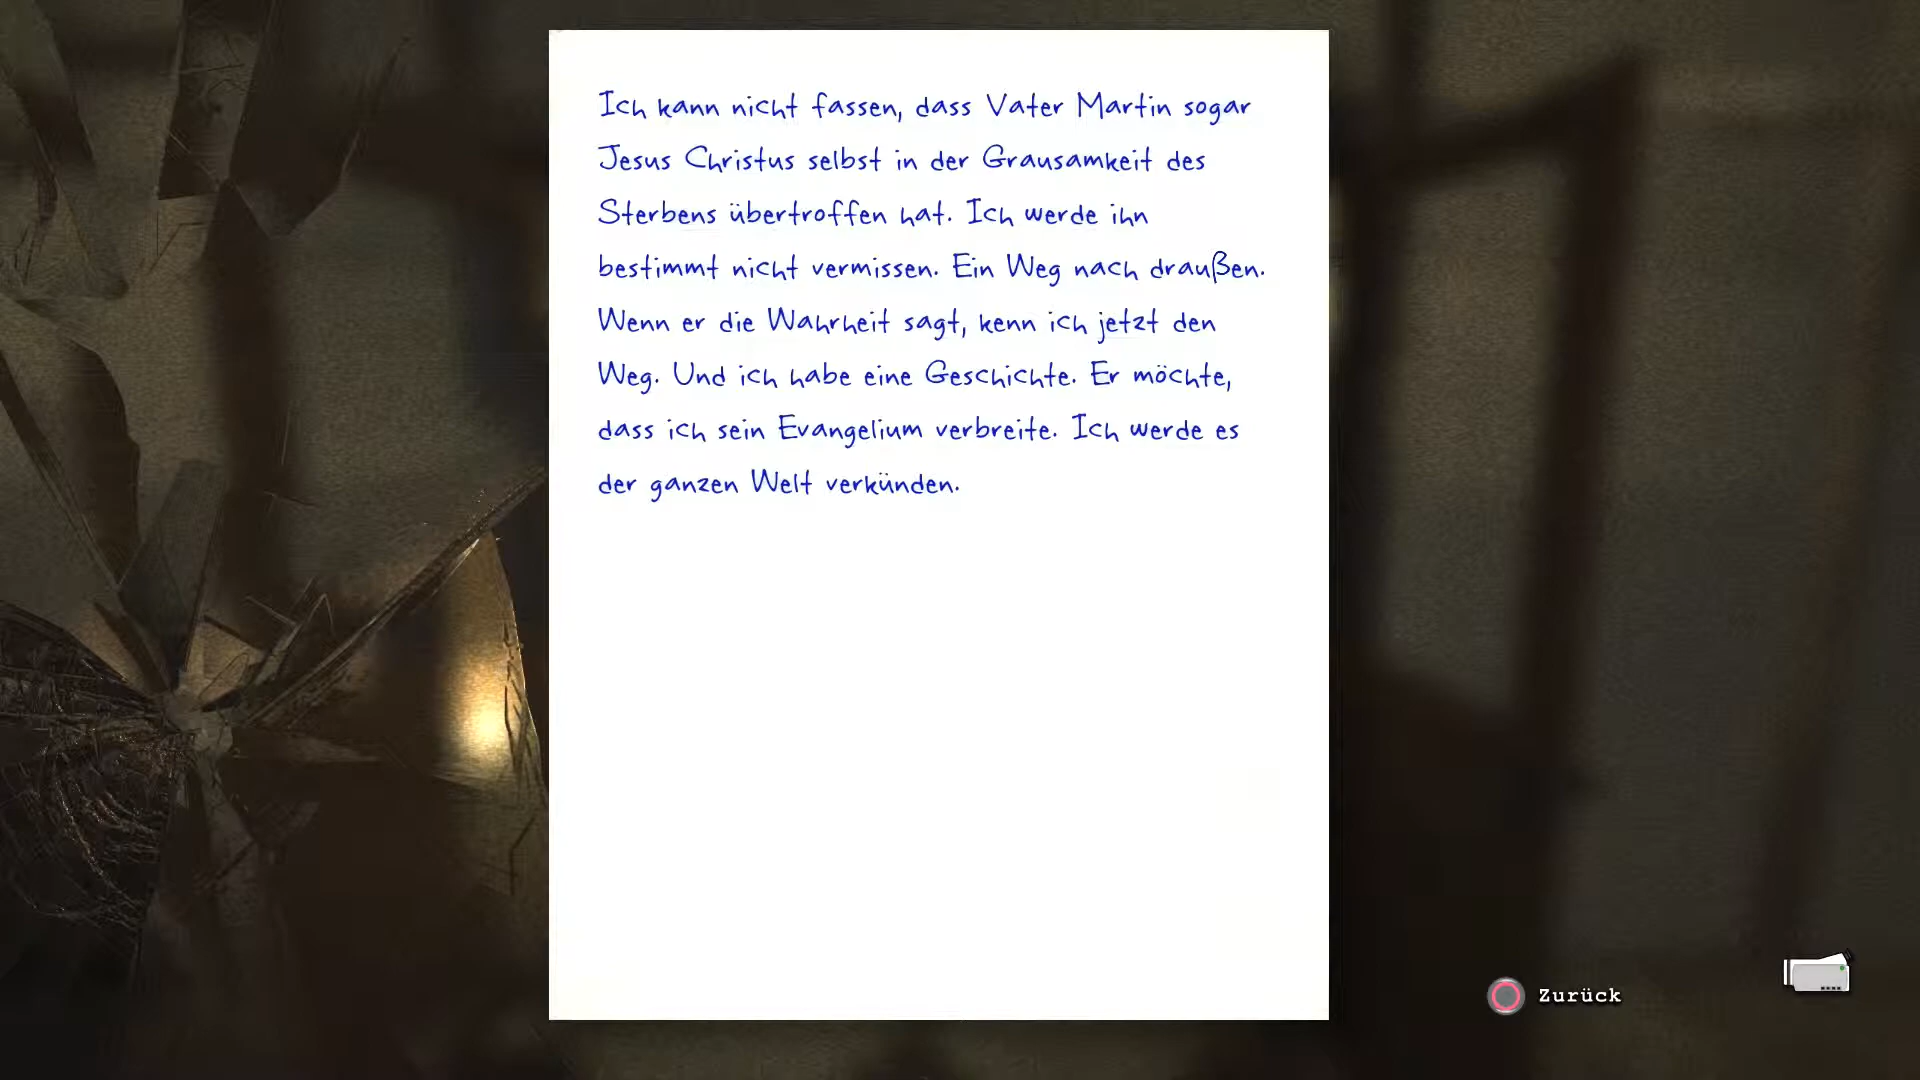 Ich kann nicht fassen, dass Vater Martin sogar
Jesus Christus selbst in der Grausamkeit des
Sterbens übertroffen hat. Ich werde ihn
bestimmt nicht vermissen. Ein Weg nach draußen.
Wenn er die Wahrheit sagt, kenn ich jetzt den
Weg. Und ich habe eine Geschichte. Er möchte,
dass ich sein Evangelium verbreite. Ich werde es
der ganzen Welt verkünden.
Zurück